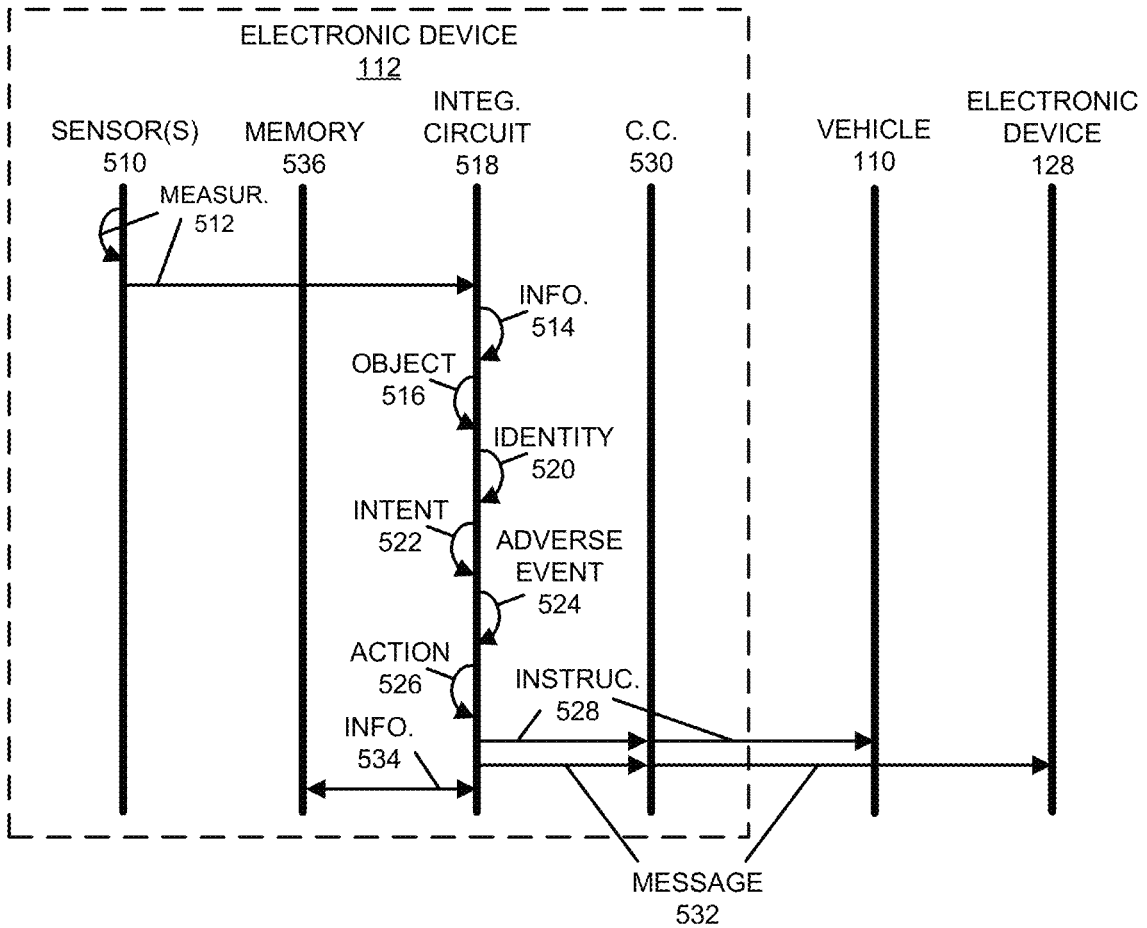 ELECTRONIC DEVICE
112
SENSOR(S)
510
MEMORY
536
INTEG.
CIRCUIT
518
C.C.
530
VEHICLE
110
ELECTRONIC
DEVICE
128
MEASUR.
512
INFO.
514
OBJECT
516
IDENTITY
520
INTENT
522
ADVERSE
EVENT
524
ACTION
526
INSTRUC.
528
INFO.
534
MESSAGE
532